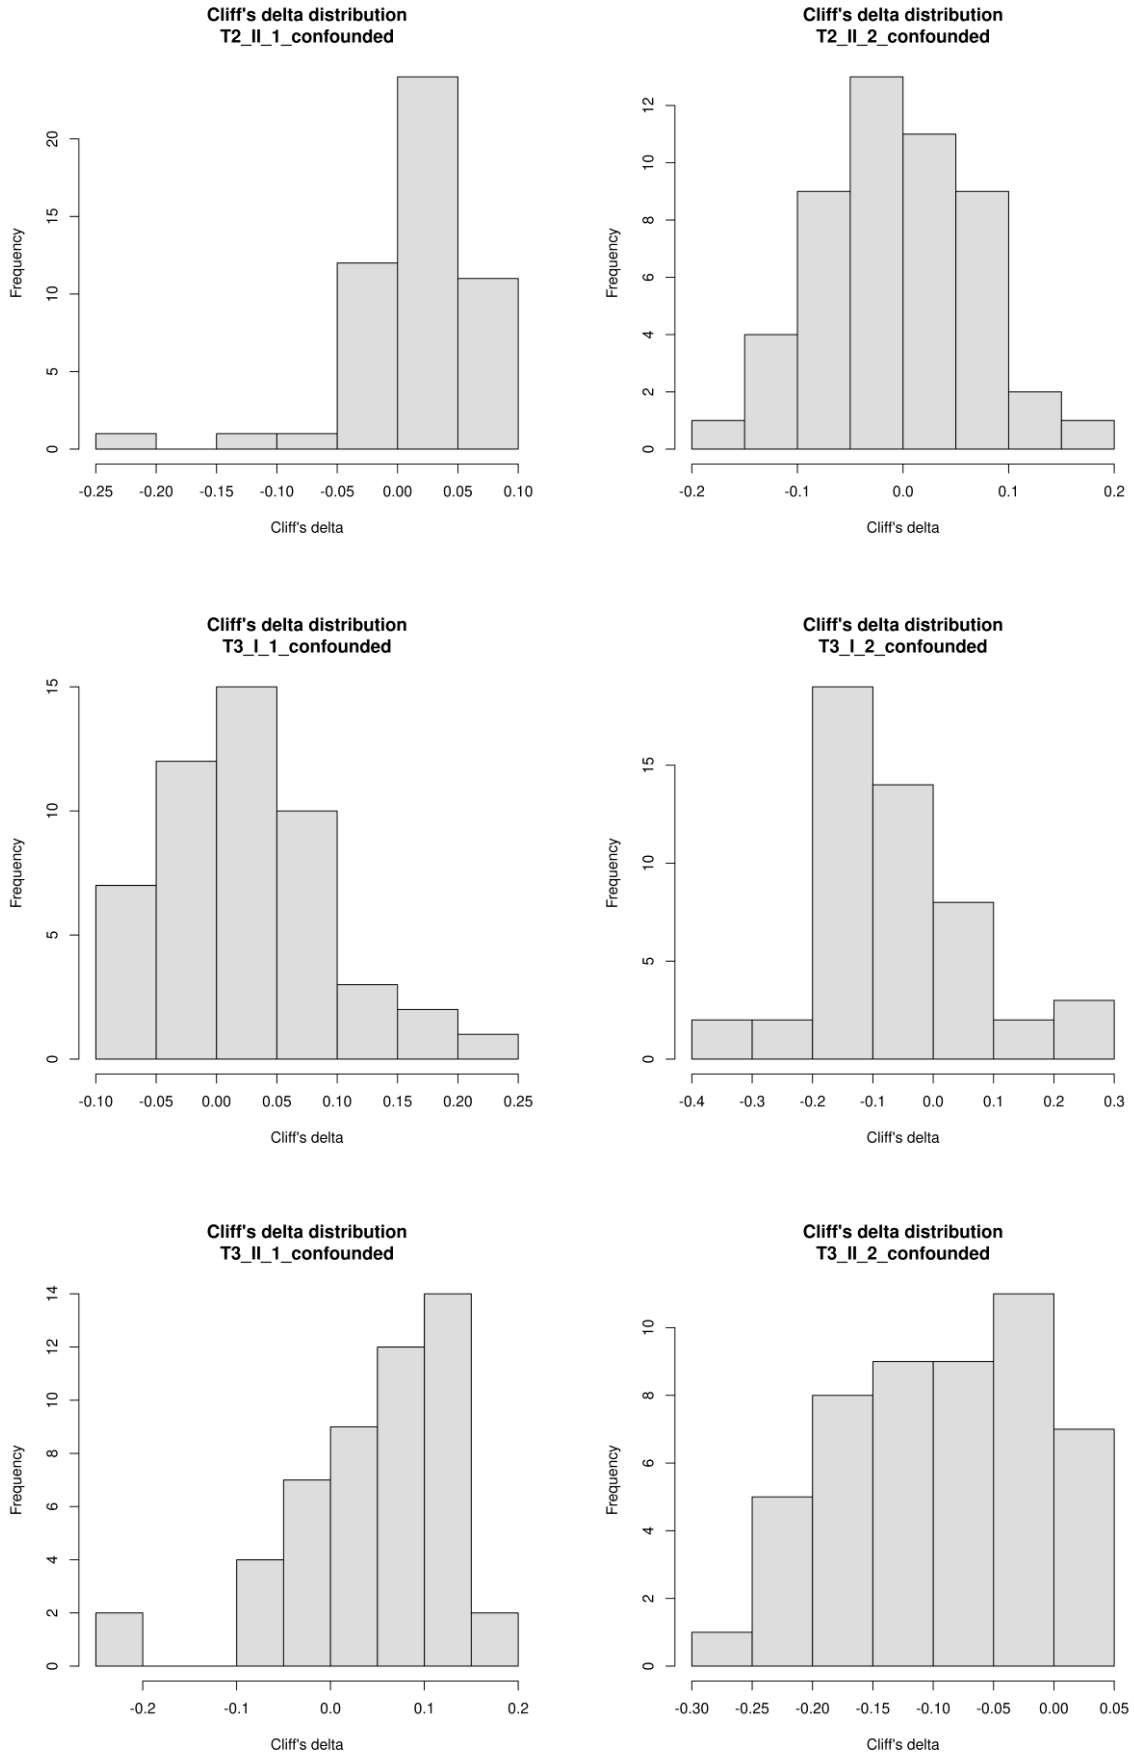 Cliff's delta distribution
T2_II_1_confounded
Frequency
0
5
10
15
20
-0.25 -0.20 -0.15 -0.10 -0.05 0.00 0.05 0.10
Cliff's delta
Cliff's delta distribution
T2_II_2_confounded
Frequency
0
2
4
6
8
10
12
-0.2 -0.1 0.0 0.1 0.2
Cliff's delta
Cliff's delta distribution
T3_I_1_confounded
Frequency
0
5
10
15
-0.10 -0.05 0.00 0.05 0.10 0.15 0.20 0.25
Cliff's delta
Cliff's delta distribution
T3_I_2_confounded
Frequency
0
5
10
15
-0.4 -0.3 -0.2 -0.1 0.0 0.1 0.2 0.3
Cliff's delta
Cliff's delta distribution
T3_II_1_confounded
Frequency
0
2
4
6
8
10
12
14
-0.2 -0.1 0.0 0.1 0.2
Cliff's delta
Cliff's delta distribution
T3_II_2_confounded
Frequency
0
2
4
6
8
10
-0.30 -0.25 -0.20 -0.15 -0.10 -0.05 0.00 0.05
Cliff's delta